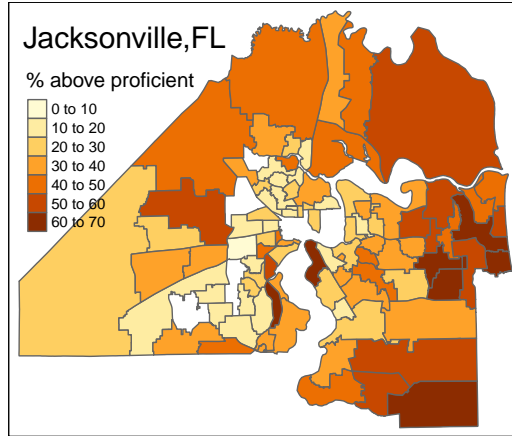 Jacksonville,FL
% above proficient
0 to 10
10 to 20
20 to 30
30 to 40
40 to 50
50 to 60
60 to 70